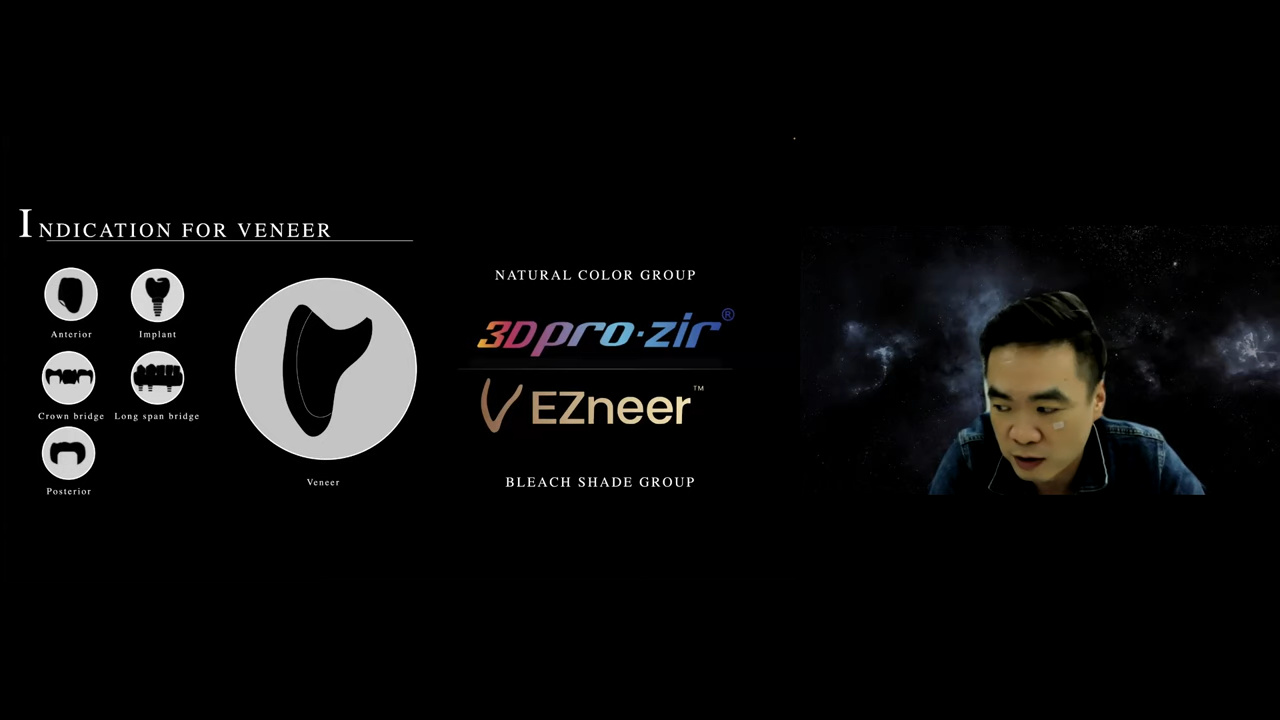 INDICATION FOR VENEER
Anterior
Implant
Crown bridge
Long span bridge
Posterior
Veneer
NATURAL COLOR GROUP
3Dpro·zir®
EZneer™
BLEACH SHADE GROUP